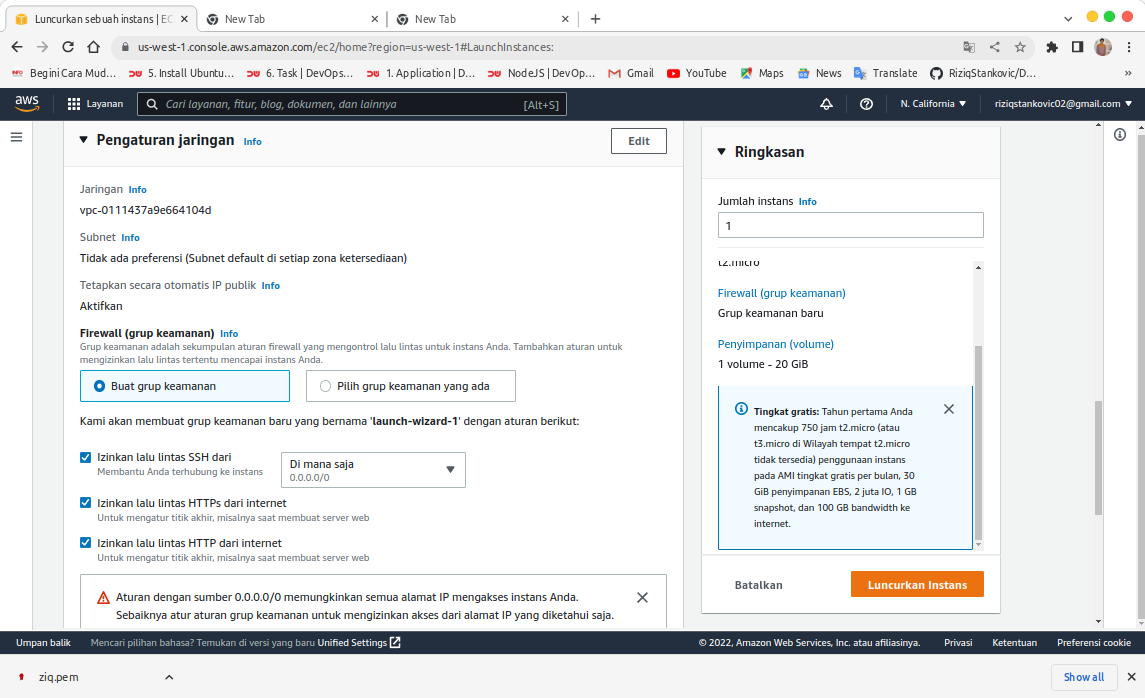 Luncurkan sebuah instans | EC
New Tab
New Tab
us-west-1.console.aws.amazon.com/ec2/home?region=us-west-1#LaunchInstances:
Begini Cara Mud...
5. Install Ubuntu...
6. Task | DevOps...
1. Application | D...
NodeJS | DevOp...
Gmail
YouTube
Maps
News
Translate
RiziqStankovic/D...
aws
Layanan
Cari layanan, fitur, blog, dokumen, dan lainnya
[Alt+S]
N. California
riziqstankovic02@gmail.com
Pengaturan jaringan Info
Edit
Jaringan Info
vpc-0111437a9e664104d
Subnet Info
Tidak ada preferensi (Subnet default di setiap zona ketersediaan)
Tetapkan secara otomatis IP publik Info
Aktifkan
Firewall (grup keamanan) Info
Grup keamanan adalah sekumpulan aturan firewall yang mengontrol lalu lintas untuk instans Anda. Tambahkan aturan untuk
mengizinkan lalu lintas tertentu mencapai instans Anda.
Buat grup keamanan
Pilih grup keamanan yang ada
Kami akan membuat grup keamanan baru yang bernama 'launch-wizard-1' dengan aturan berikut:
Izinkan lalu lintas SSH dari
Membantu Anda terhubung ke instans
Di mana saja
0.0.0.0/0
Izinkan lalu lintas HTTPs dari internet
Untuk mengatur titik akhir, misalnya saat membuat server web
Izinkan lalu lintas HTTP dari internet
Untuk mengatur titik akhir, misalnya saat membuat server web
Aturan dengan sumber 0.0.0.0/0 memungkinkan semua alamat IP mengakses instans Anda.
Sebaiknya atur aturan grup keamanan untuk mengizinkan akses dari alamat IP yang diketahui saja.
Ringkasan
Jumlah instans Info
1
t2.micro
Firewall (grup keamanan)
Grup keamanan baru
Penyimpanan (volume)
1 volume - 20 GiB
Tingkat gratis: Tahun pertama Anda
mencakup 750 jam t2.micro (atau
t3.micro di Wilayah tempat t2.micro
tidak tersedia) penggunaan instans
pada AMI tingkat gratis per bulan, 30
GiB penyimpanan EBS, 2 juta IO, 1 GB
snapshot, dan 100 GB bandwidth ke
internet.
Batalkan
Luncurkan Instans
Umpan balik
Mencari pilihan bahasa? Temukan di versi yang baru Unified Settings
© 2022, Amazon Web Services, Inc. atau afiliasinya.
Privasi
Ketentuan
Preferensi cookie
ziq.pem
Show all